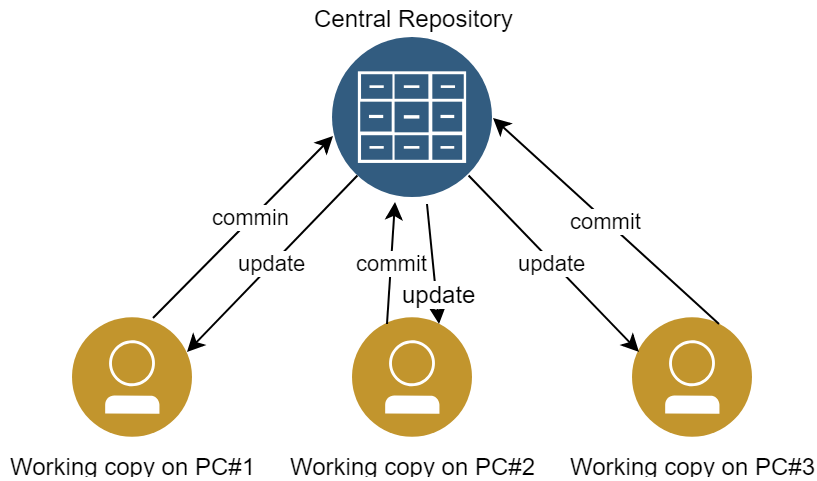 Central Repository
commin
commit
update
commit
update
update
Working copy on PC#1
Working copy on PC#2
Working copy on PC#3